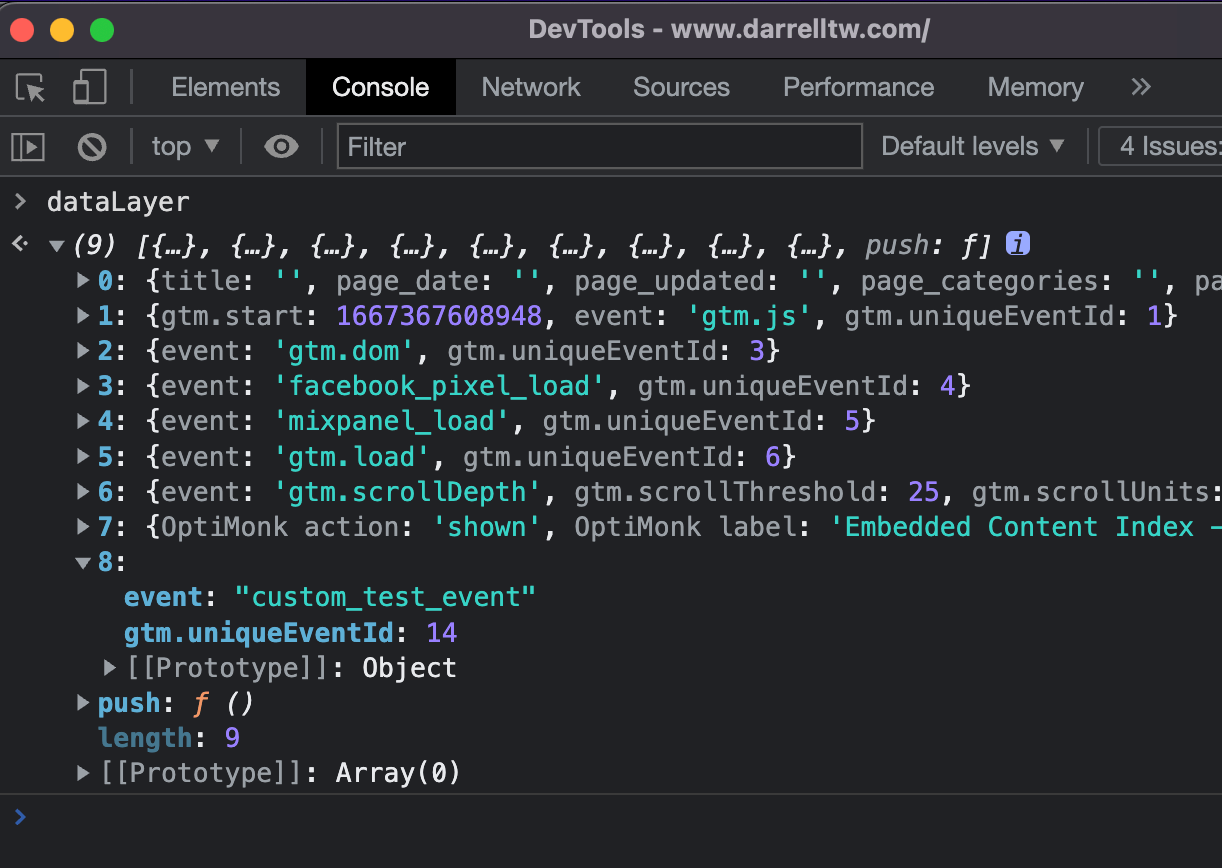 DevTools - www.darrelltw.com/
Elements Console Network Sources Performance Memory »
top ▼ Filter Default levels ▼ 4 Issues:
> dataLayer
(9) [{…}, {…}, {…}, {…}, {…}, {…}, {…}, {…}, {…}, push: ƒ] i
0: {title: '', page_date: '', page_updated: '', page_categories: '', pa
1: {gtm.start: 1667367608948, event: 'gtm.js', gtm.uniqueEventId: 1}
2: {event: 'gtm.dom', gtm.uniqueEventId: 3}
3: {event: 'facebook_pixel_load', gtm.uniqueEventId: 4}
4: {event: 'mixpanel_load', gtm.uniqueEventId: 5}
5: {event: 'gtm.load', gtm.uniqueEventId: 6}
6: {event: 'gtm.scrollDepth', gtm.scrollThreshold: 25, gtm.scrollUnits:
7: {OptiMonk action: 'shown', OptiMonk label: 'Embedded Content Index –
8:
event: "custom_test_event"
gtm.uniqueEventId: 14
[[Prototype]]: Object
push: ƒ ()
length: 9
[[Prototype]]: Array(0)
>